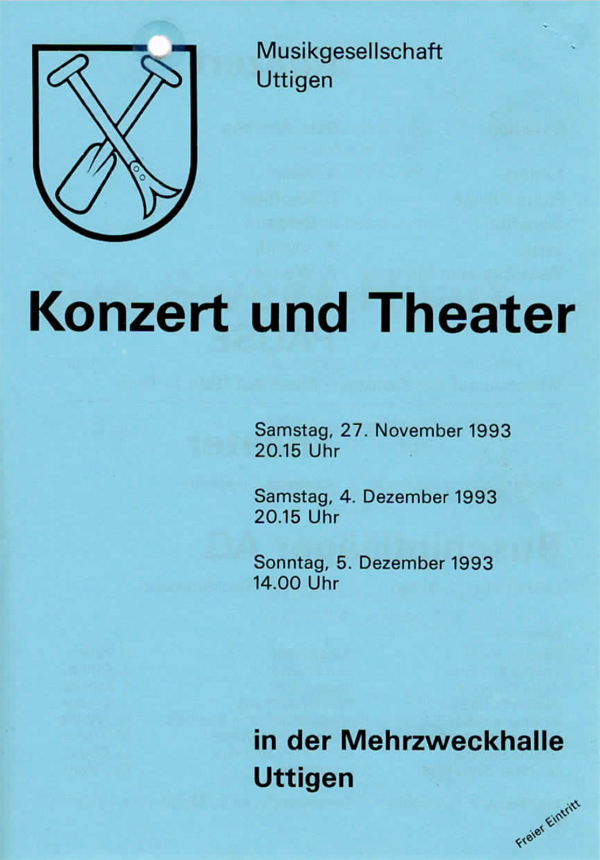 Musikgesellschaft
Uttigen
Konzert und Theater
Samstag, 27. November 1993
20.15 Uhr
Samstag, 4. Dezember 1993
20.15 Uhr
Sonntag, 5. Dezember 1993
14.00 Uhr
in der Mehrzweckhalle
Uttigen
Freier Eintritt